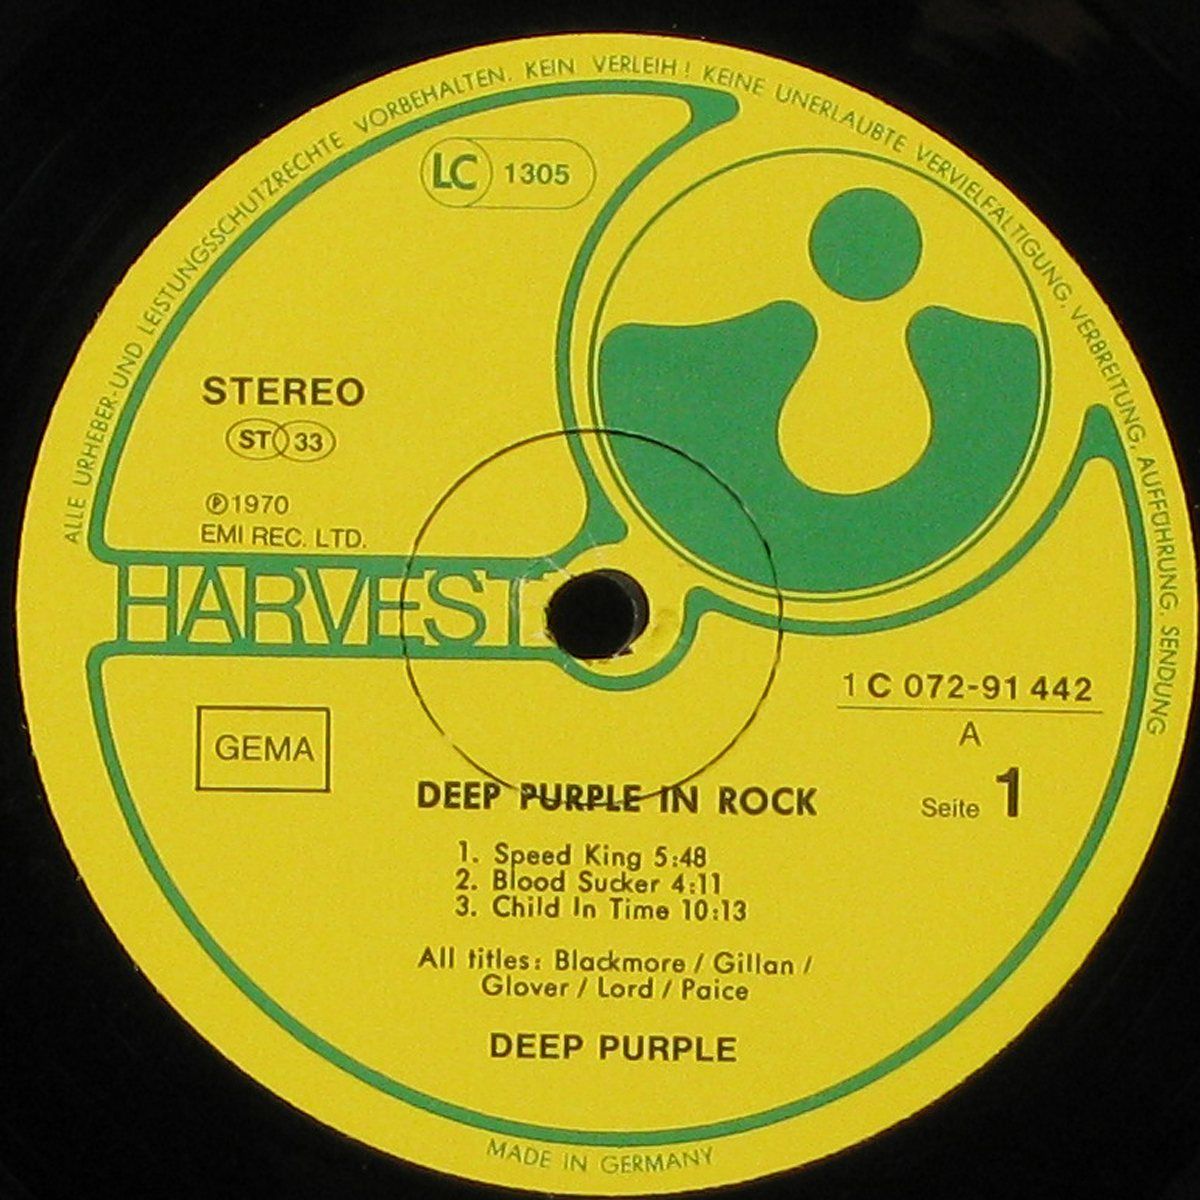 ALLE URHEBER- UND LEISTUNGSSCHUTZRECHTE VORBEHALTEN. KEIN VERLEIH! KEINE UNERLAUBTE VERVIELFÄLTIGUNG, VERBREITUNG, AUFFÜHRUNG, SENDUNG
LC 1305
STEREO
ST 33
℗1970
EMI REC. LTD.
HARVEST
1 C 072-91 442
A
Seite 1
GEMA
DEEP PURPLE IN ROCK
1. Speed King 5:48
2. Blood Sucker 4:11
3. Child In Time 10:13
All titles: Blackmore / Gillan /
Glover / Lord / Paice
DEEP PURPLE
MADE IN GERMANY